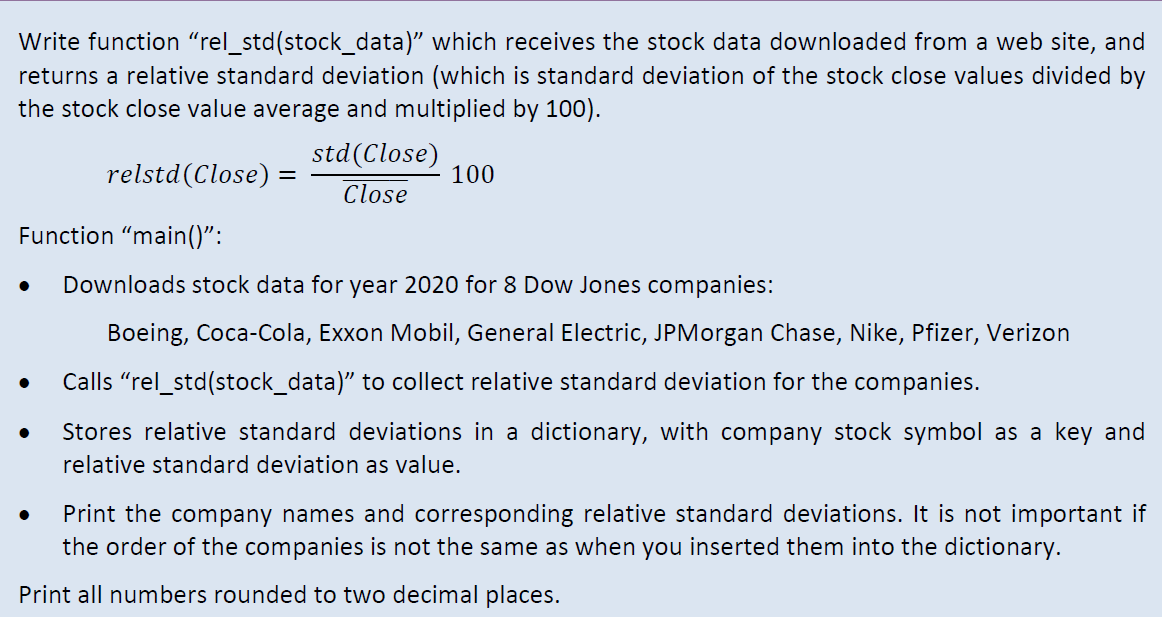 Write function “rel_std(stock_data)” which receives the stock data downloaded from a web site, and
returns a relative standard deviation (which is standard deviation of the stock close values divided by
the stock close value average and multiplied by 100).
relstd(Close) = \frac{std(Close)}{\overline{Close}} 100
Function “main()”:
• Downloads stock data for year 2020 for 8 Dow Jones companies:
Boeing, Coca-Cola, Exxon Mobil, General Electric, JPMorgan Chase, Nike, Pfizer, Verizon
• Calls “rel_std(stock_data)” to collect relative standard deviation for the companies.
• Stores relative standard deviations in a dictionary, with company stock symbol as a key and
relative standard deviation as value.
• Print the company names and corresponding relative standard deviations. It is not important if
the order of the companies is not the same as when you inserted them into the dictionary.
Print all numbers rounded to two decimal places.